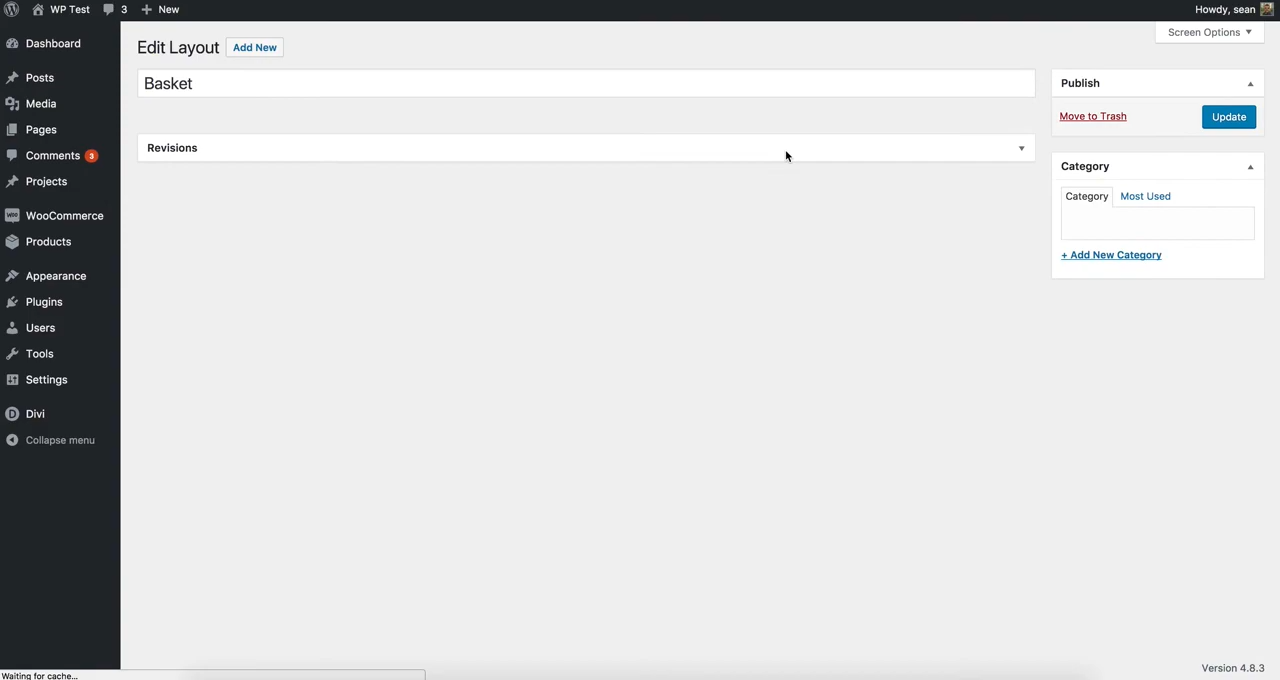 WP Test 3 New Howdy, sean
Screen Options
Dashboard
Posts
Media
Pages
Comments 3
Projects
WooCommerce
Products
Appearance
Plugins
Users
Tools
Settings
Divi
Collapse menu
Edit Layout Add New
Basket
Revisions
Publish
Move to Trash Update
Category
Category Most Used
+ Add New Category
Version 4.8.3
Waiting for cache...